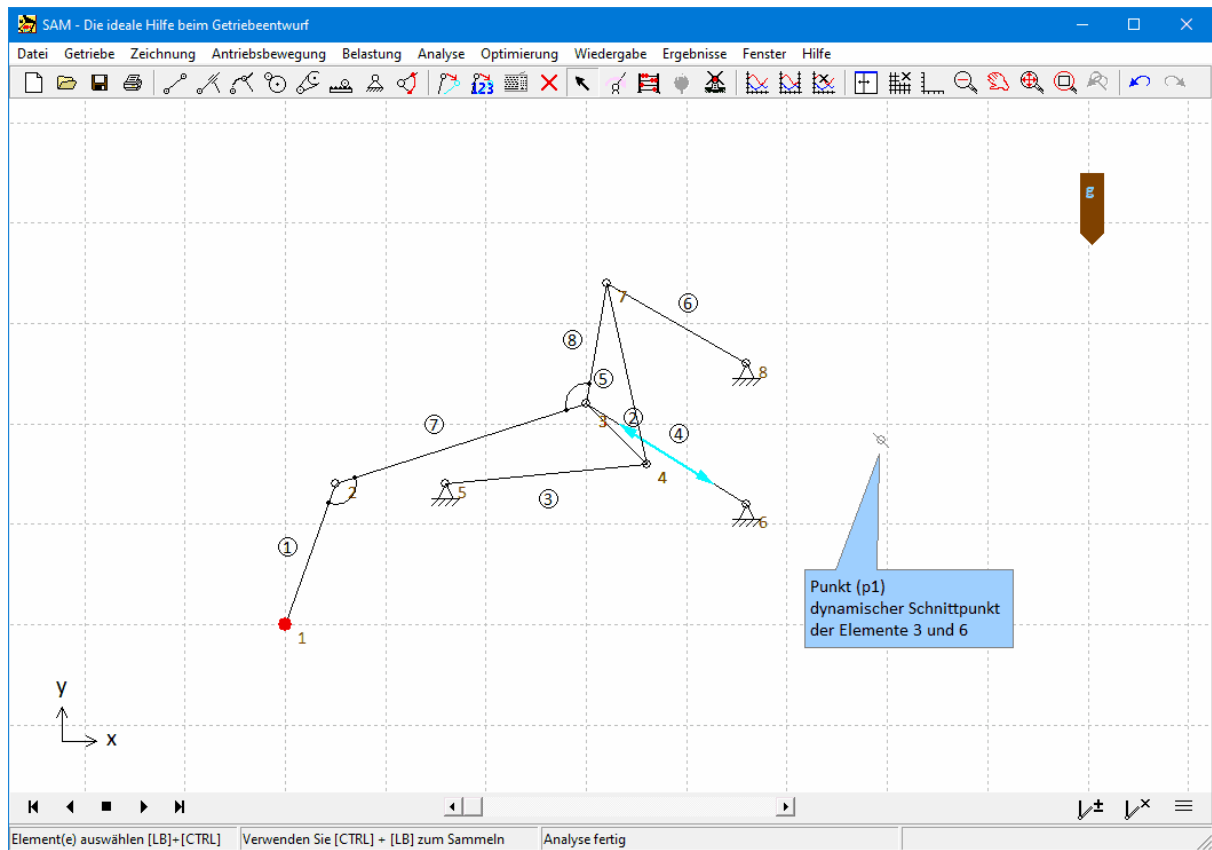 SAM - Die ideale Hilfe beim Getriebeentwurf
Datei Getriebe Zeichnung Antriebsbewegung Belastung Analyse Optimierung Wiedergabe Ergebnisse Fenster Hilfe
123
g
7
6
8
8
5
3
2
4
7
4
2
5
3
6
1
1
Punkt (p1)
dynamischer Schnittpunkt
der Elemente 3 und 6
y
x
Element(e) auswählen [LB]+[CTRL] Verwenden Sie [CTRL] + [LB] zum Sammeln Analyse fertig